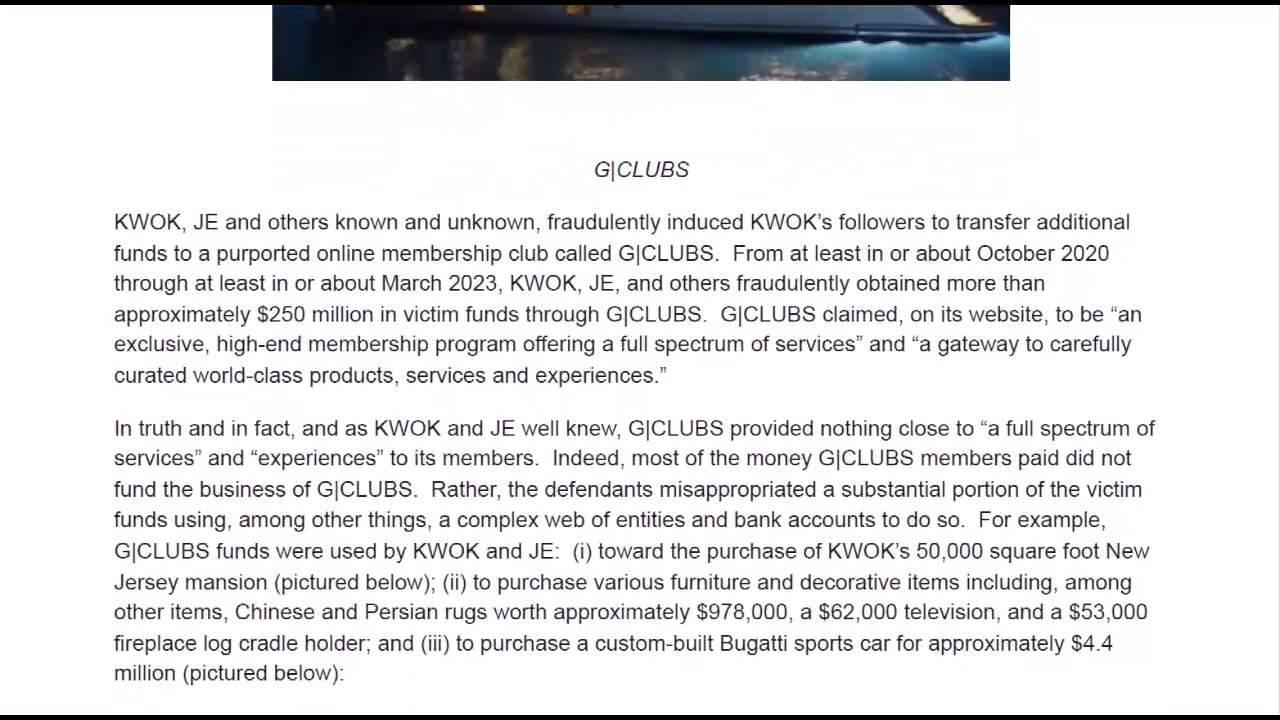 G|CLUBS
KWOK, JE and others known and unknown, fraudulently induced KWOK’s followers to transfer additional
funds to a purported online membership club called G|CLUBS.  From at least in or about October 2020
through at least in or about March 2023, KWOK, JE, and others fraudulently obtained more than
approximately $250 million in victim funds through G|CLUBS.  G|CLUBS claimed, on its website, to be “an
exclusive, high-end membership program offering a full spectrum of services” and “a gateway to carefully
curated world-class products, services and experiences.”
In truth and in fact, and as KWOK and JE well knew, G|CLUBS provided nothing close to “a full spectrum of
services” and “experiences” to its members.  Indeed, most of the money G|CLUBS members paid did not
fund the business of G|CLUBS.  Rather, the defendants misappropriated a substantial portion of the victim
funds using, among other things, a complex web of entities and bank accounts to do so.  For example,
G|CLUBS funds were used by KWOK and JE:  (i) toward the purchase of KWOK’s 50,000 square foot New
Jersey mansion (pictured below); (ii) to purchase various furniture and decorative items including, among
other items, Chinese and Persian rugs worth approximately $978,000, a $62,000 television, and a $53,000
fireplace log cradle holder; and (iii) to purchase a custom-built Bugatti sports car for approximately $4.4
million (pictured below):